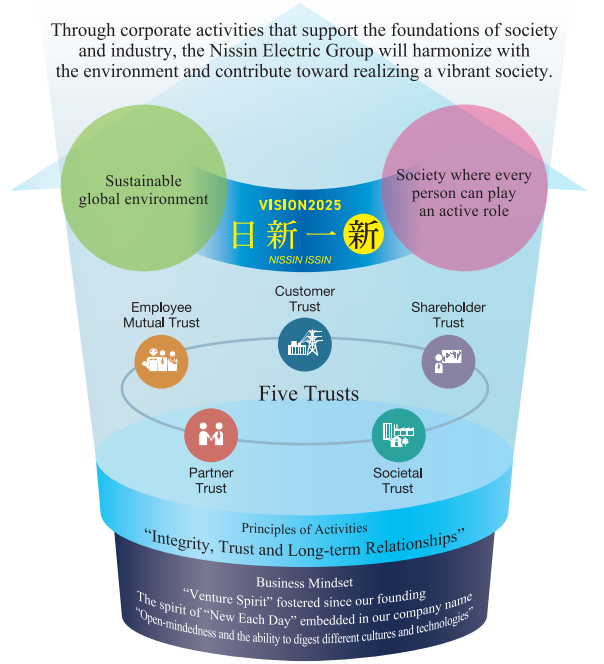 Through corporate activities that support the foundations of society
and industry, the Nissin Electric Group will harmonize with
the environment and contribute toward realizing a vibrant society.
Sustainable
global environment
VISION2025
日新一新
NISSIN ISSIN
Society where every
person can play
an active role
Employee
Mutual Trust
Customer
Trust
Shareholder
Trust
Five Trusts
Partner
Trust
Societal
Trust
Principles of Activities
“Integrity, Trust and Long-term Relationships”
Business Mindset
“Venture Spirit” fostered since our founding
The spirit of “New Each Day” embedded in our company name
“Open-mindedness and the ability to digest different cultures and technologies”